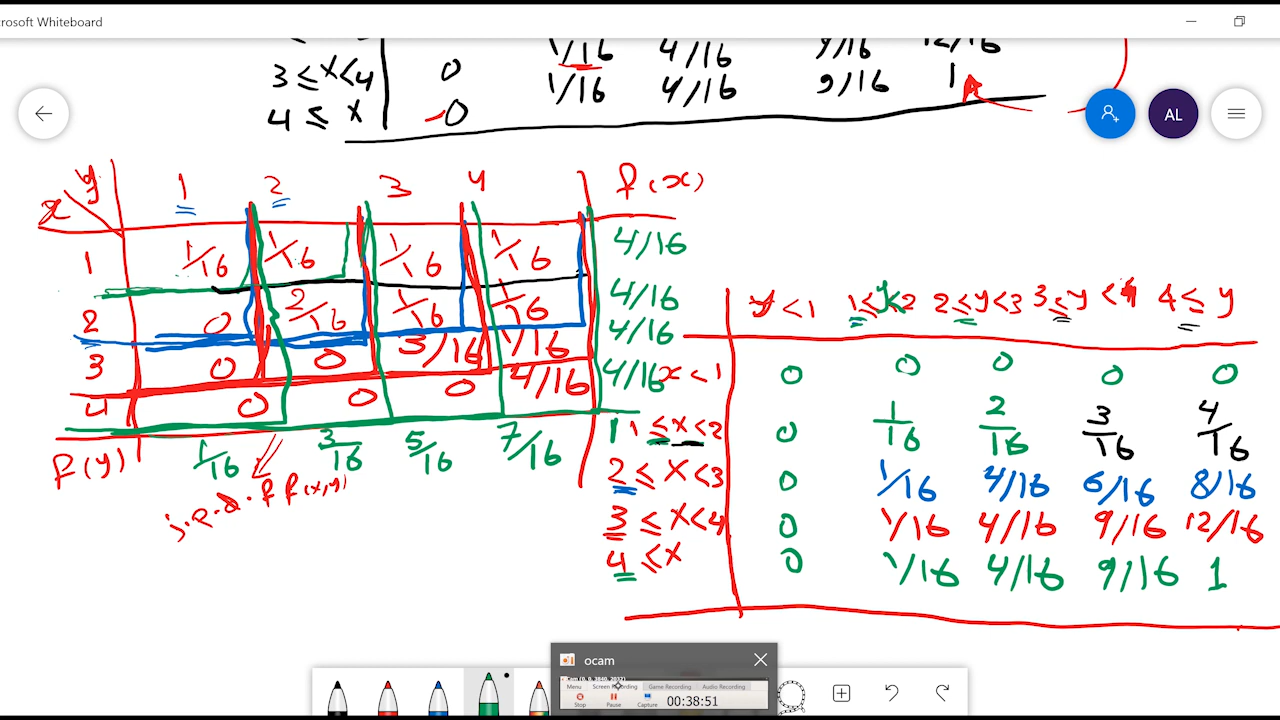 Microsoft Whiteboard
1/16 4/16 9/16 12/16
3 ≤ x < 4 0 1/16 4/16 9/16 1
4 ≤ x 0
AL
x y 1 2 3 4 f(x)
1 1/16 1/16 1/16 1/16 4/16
2 0 2/16 1/16 1/16 4/16
3 0 0 3/16 1/16 4/16
4 0 0 0 4/16 4/16
f(y) 1/16 3/16 5/16 7/16 1
j.p.d.f f(x,y)
y < 1 1 ≤ y < 2 2 ≤ y < 3 3 ≤ y < 4 4 ≤ y
x < 1 0 0 0 0 0
1 ≤ x < 2 0 1/16 2/16 3/16 4/16
2 ≤ x < 3 0 1/16 4/16 6/16 8/16
3 ≤ x < 4 0 1/16 4/16 9/16 12/16
4 ≤ x 0 1/16 4/16 9/16 1
ocam
Menu Screen Recording Game Recording Audio Recording
Stop Pause Capture 00:38:51